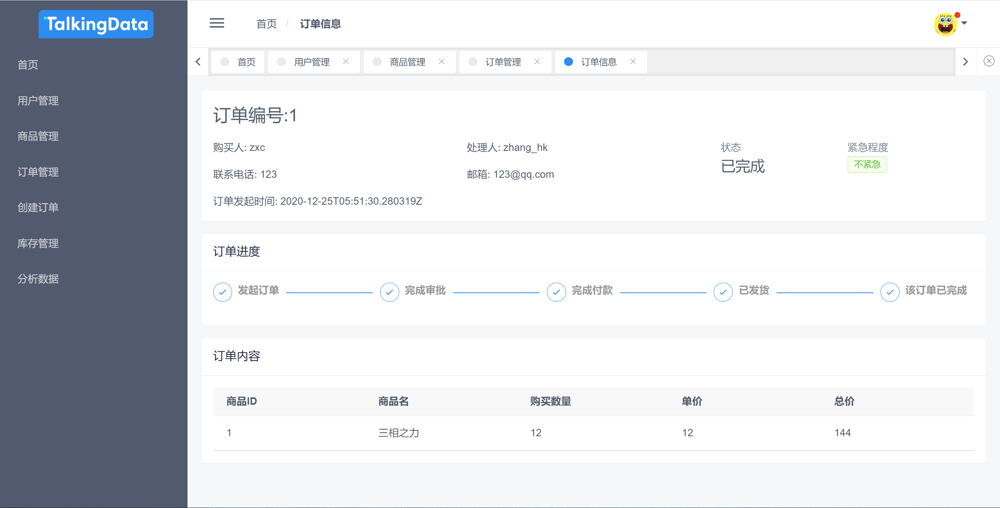 TalkingData
首页
用户管理
商品管理
订单管理
创建订单
库存管理
分析数据
首页 / 订单信息
首页 用户管理 商品管理 订单管理 订单信息
订单编号:1
购买人: zxc 处理人: zhang_hk 状态 紧急程度
已完成 不紧急
联系电话: 123 邮箱: 123@qq.com
订单发起时间: 2020-12-25T05:51:30.280319Z
订单进度
发起订单 完成审批 完成付款 已发货 该订单已完成
订单内容
商品ID 商品名 购买数量 单价 总价
1 三相之力 12 12 144